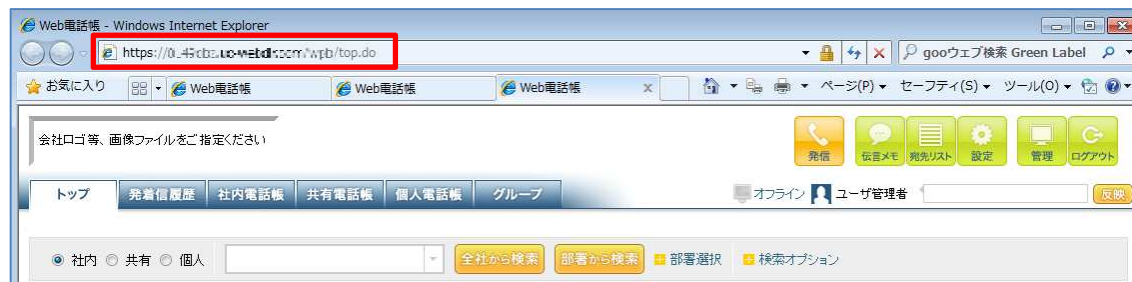 Web電話帳 - Windows Internet Explorer
https://
/top.do
gooウェブ検索 Green Label
お気に入り
Web電話帳
Web電話帳
Web電話帳
ページ(P)
セーフティ(S)
ツール(O)
会社ロゴ等、画像ファイルをご指定ください
発信
伝言メモ
宛先リスト
設定
管理
ログアウト
トップ
発着信履歴
社内電話帳
共有電話帳
個人電話帳
グループ
オフライン
ユーザ管理者
反映
社内
共有
個人
全社から検索
部署から検索
部署選択
検索オプション